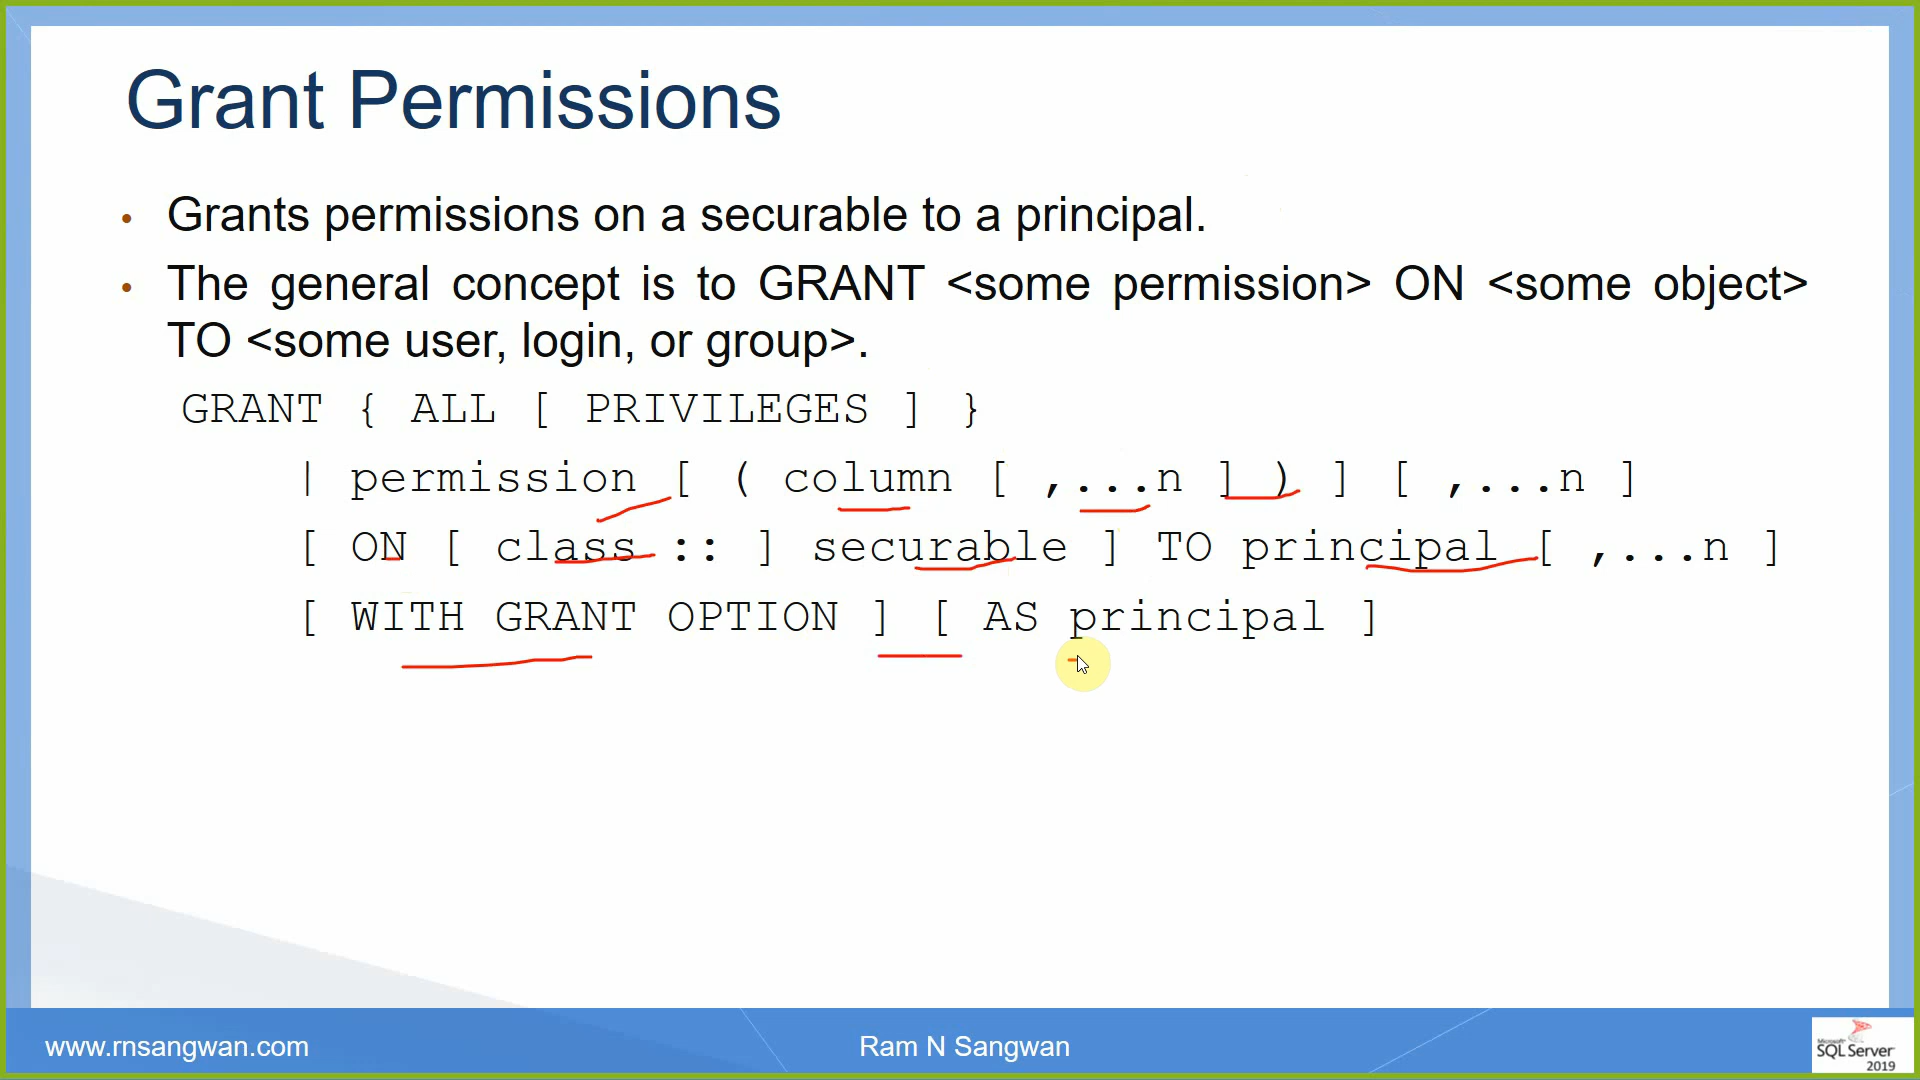 Grant Permissions
• Grants permissions on a securable to a principal.
• The general concept is to GRANT <some permission> ON <some object>
TO <some user, login, or group>.
GRANT { ALL [ PRIVILEGES ] }
| permission [ ( column [ ,...n ] ) ] [ ,...n ]
[ ON [ class :: ] securable ] TO principal [ ,...n ]
[ WITH GRANT OPTION ] [ AS principal ]
www.rnsangwan.com
Ram N Sangwan
Microsoft
SQL Server
2019